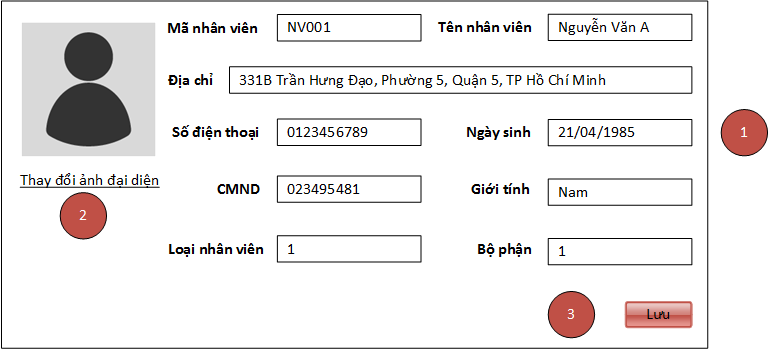 Mã nhân viên NV001 Tên nhân viên Nguyễn Văn A
Địa chỉ 331B Trần Hưng Đạo, Phường 5, Quận 5, TP Hồ Chí Minh
Số điện thoại 0123456789 Ngày sinh 21/04/1985
1
Thay đổi ảnh đại diện
CMND 023495481 Giới tính Nam
2
Loại nhân viên 1 Bộ phận 1
3 Lưu